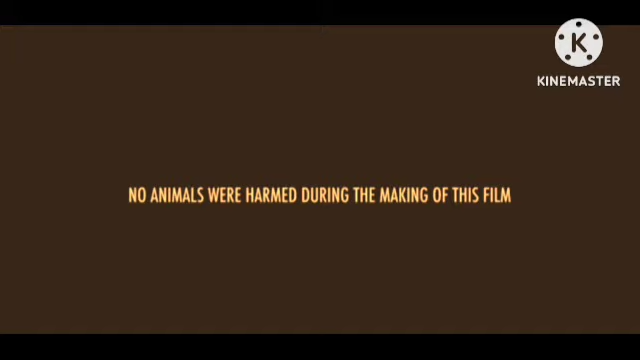 K
KINEMASTER
NO ANIMALS WERE HARMED DURING THE MAKING OF THIS FILM